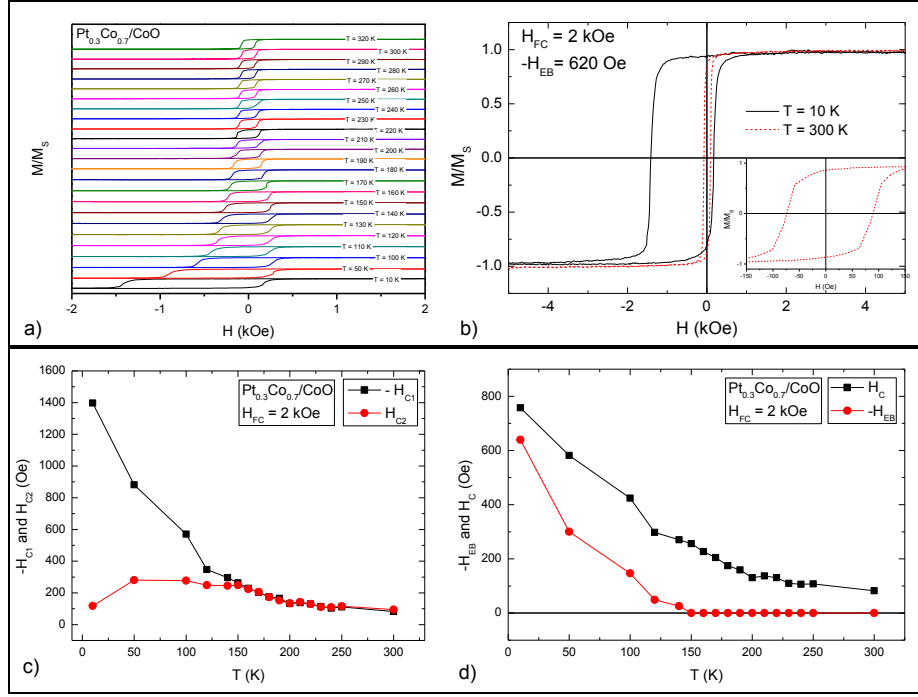 Pt0.3Co0.7/CoO
T = 320 K
T = 300 K
T = 290 K
T = 280 K
T = 270 K
T = 260 K
T = 250 K
T = 240 K
T = 230 K
T = 220 K
T = 210 K
T = 200 K
T = 190 K
T = 180 K
T = 170 K
T = 160 K
T = 150 K
T = 140 K
T = 130 K
T = 120 K
T = 110 K
T = 100 K
T = 50 K
T = 10 K
M/MS
-2 -1 0 1 2
a)
H (kOe)
HFC = 2 kOe
-HEB = 620 Oe
T = 10 K
T = 300 K
1.0
0.5
0.0
-0.5
-1.0
M/MS
1
0
-1
M/MS
-150 -100 -50 0 50 100 150
H (Oe)
-4 -2 0 2 4
b)
H (kOe)
1600
1400
1200
1000
800
600
400
200
0
-HC1 and HC2 (Oe)
Pt0.3Co0.7/CoO
HFC = 2 kOe
- HC1
HC2
0 50 100 150 200 250 300
c)
T (K)
800
600
400
200
0
-HEB and HC (Oe)
Pt0.3Co0.7/CoO
HFC = 2 kOe
HC
-HEB
0 50 100 150 200 250 300
d)
T (K)